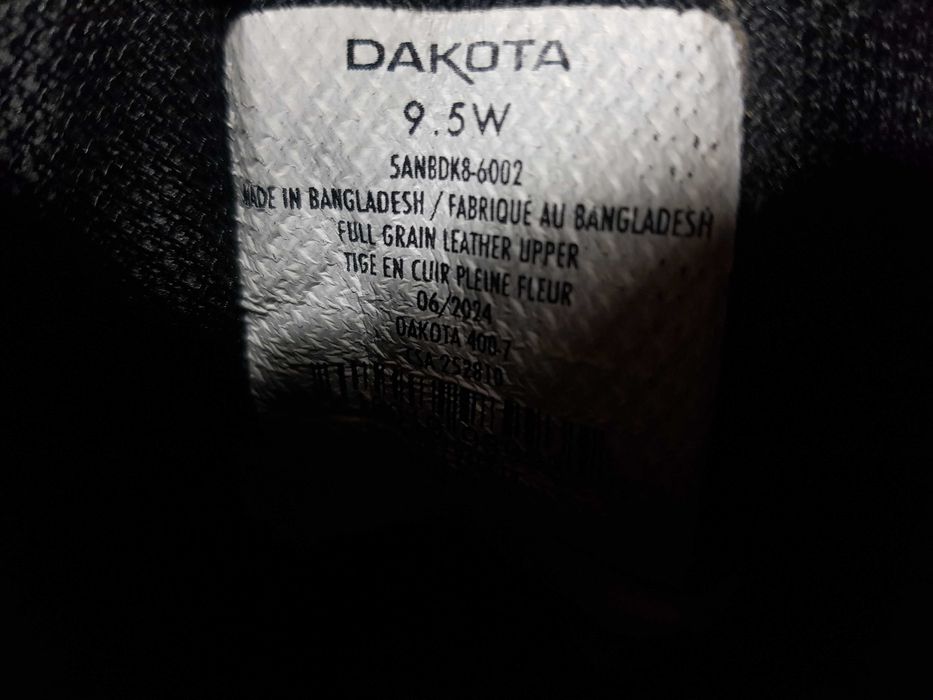 DAKOTA
9.5W
5ANBDK8-6002
MADE IN BANGLADESH / FABRIQUÉ AU BANGLADESH
FULL GRAIN LEATHER UPPER
TIGE EN CUIR PLEINE FLEUR
06/2024
DAKOTA 400-7
CSA